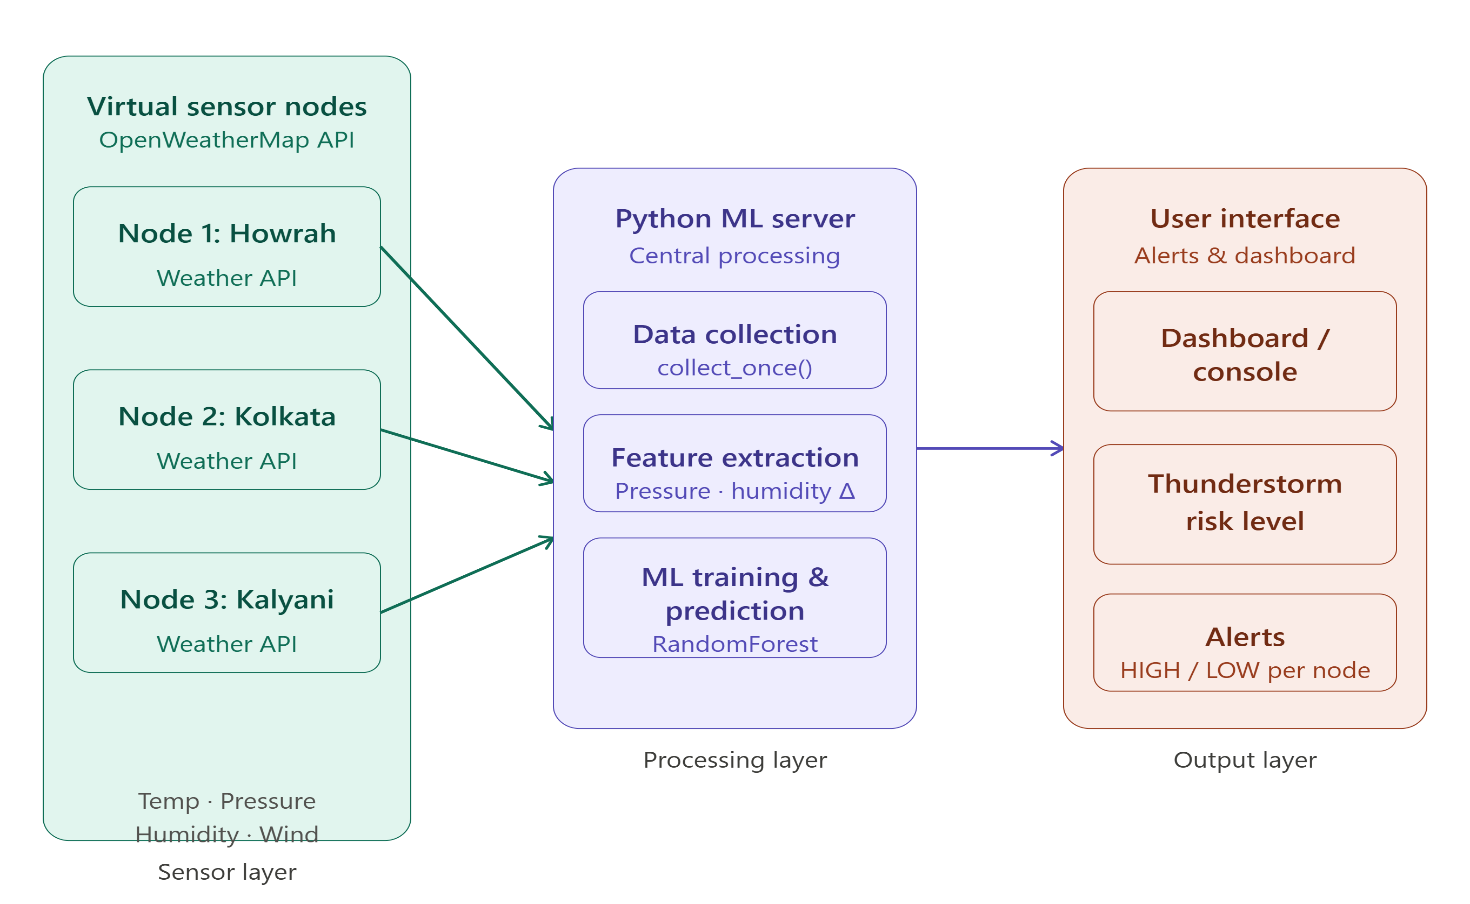 Virtual sensor nodes
OpenWeatherMap API
Node 1: Howrah
Weather API
Node 2: Kolkata
Weather API
Node 3: Kalyani
Weather API
Temp · Pressure
Humidity · Wind
Sensor layer
Python ML server
Central processing
Data collection
collect_once()
Feature extraction
Pressure · humidity Δ
ML training &
prediction
RandomForest
Processing layer
User interface
Alerts & dashboard
Dashboard /
console
Thunderstorm
risk level
Alerts
HIGH / LOW per node
Output layer